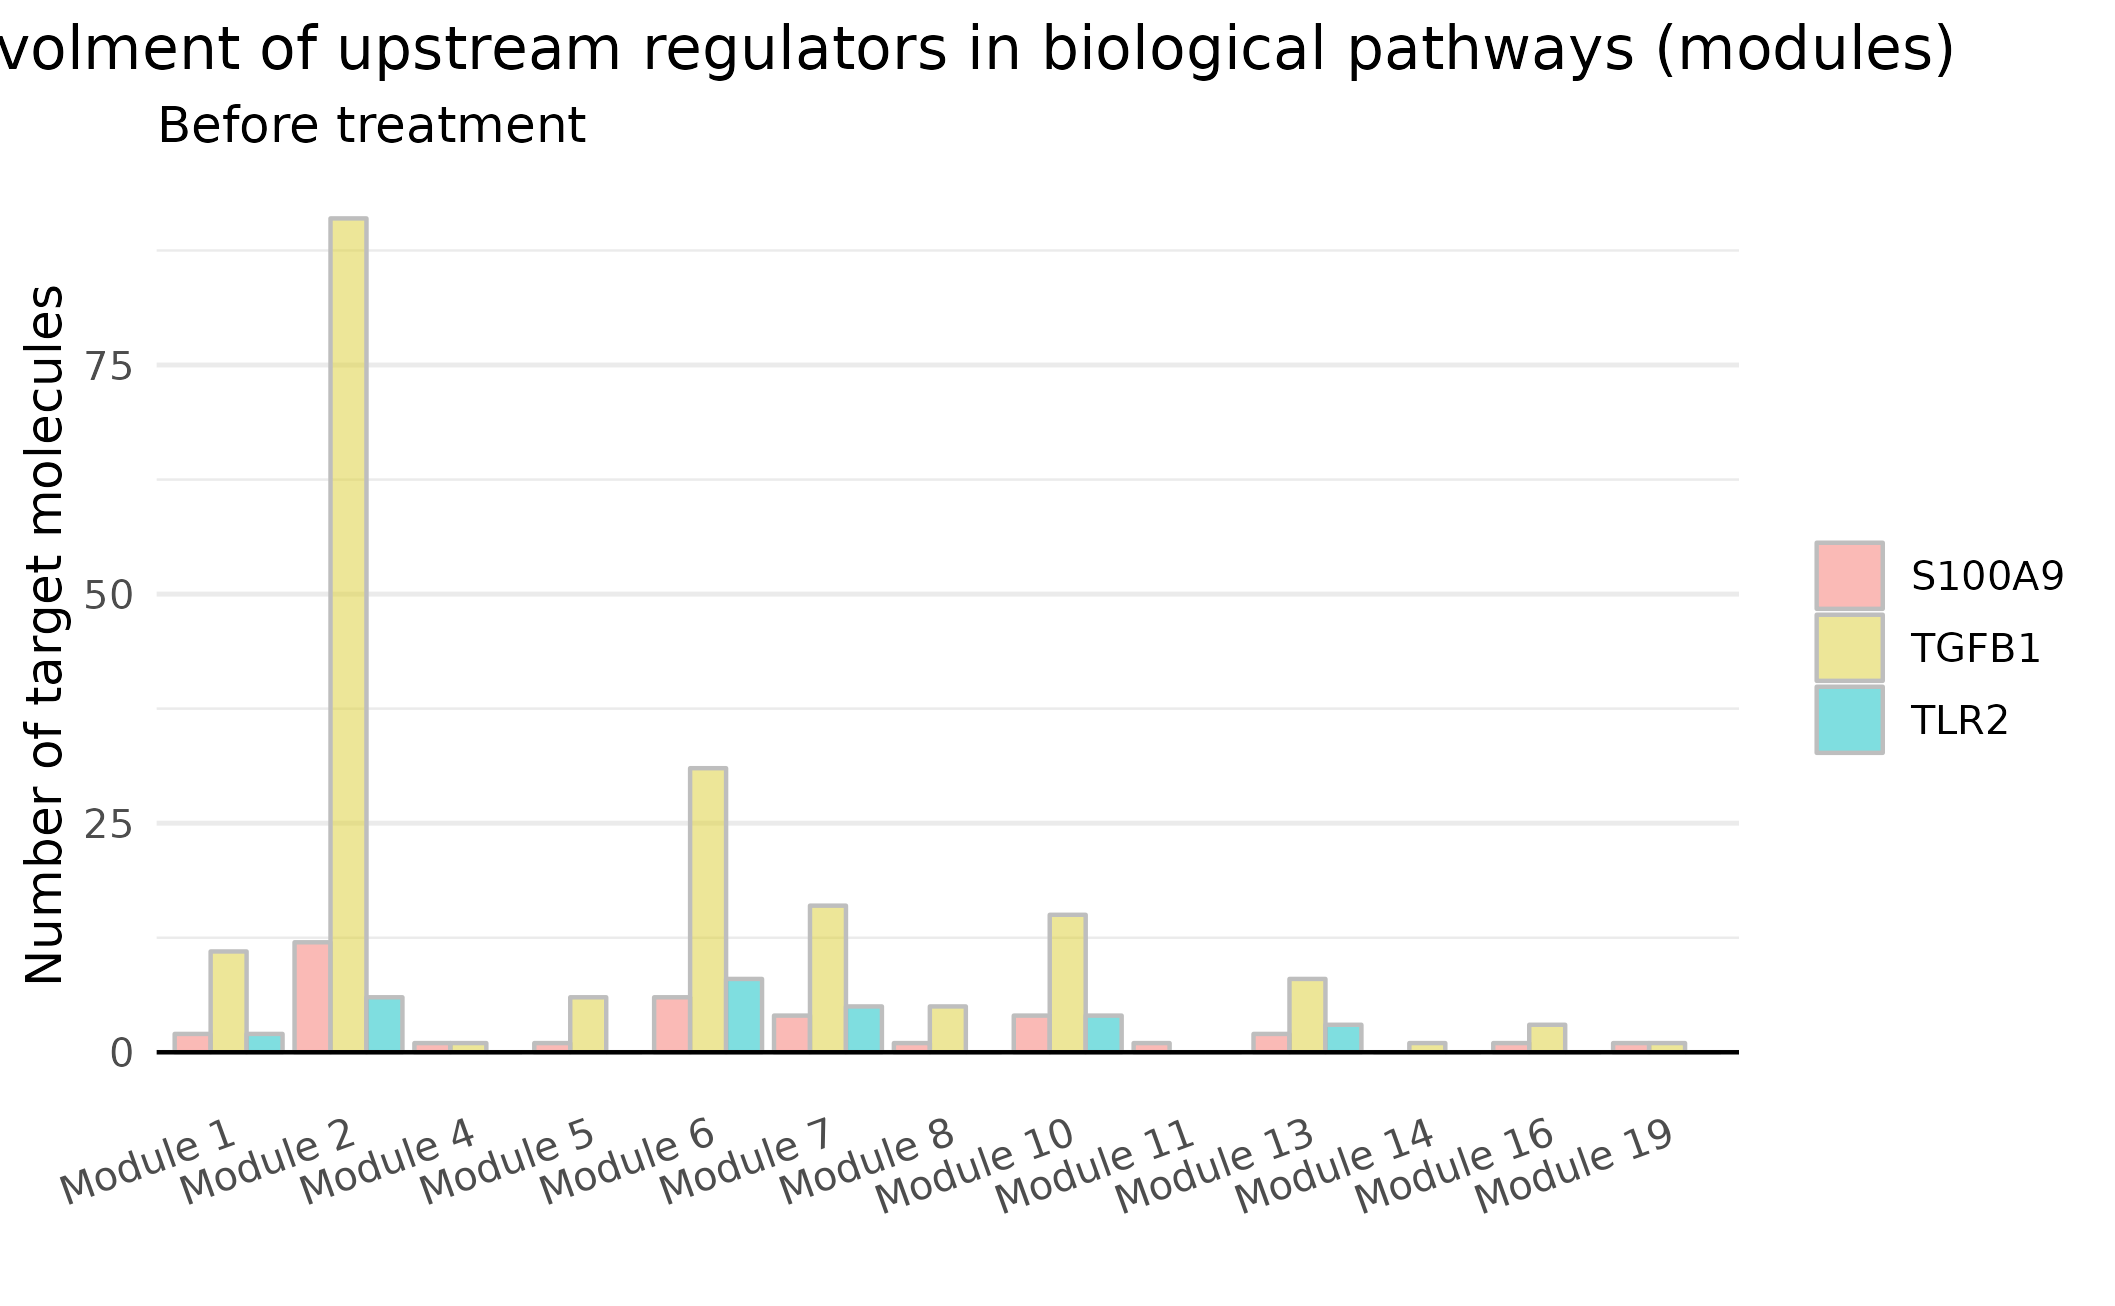 volment of upstream regulators in biological pathways (modules)
Before treatment
Number of target molecules
75
50
25
0
Module 1
Module 2
Module 4
Module 5
Module 6
Module 7
Module 8
Module 10
Module 11
Module 13
Module 14
Module 16
Module 19
S100A9
TGFB1
TLR2